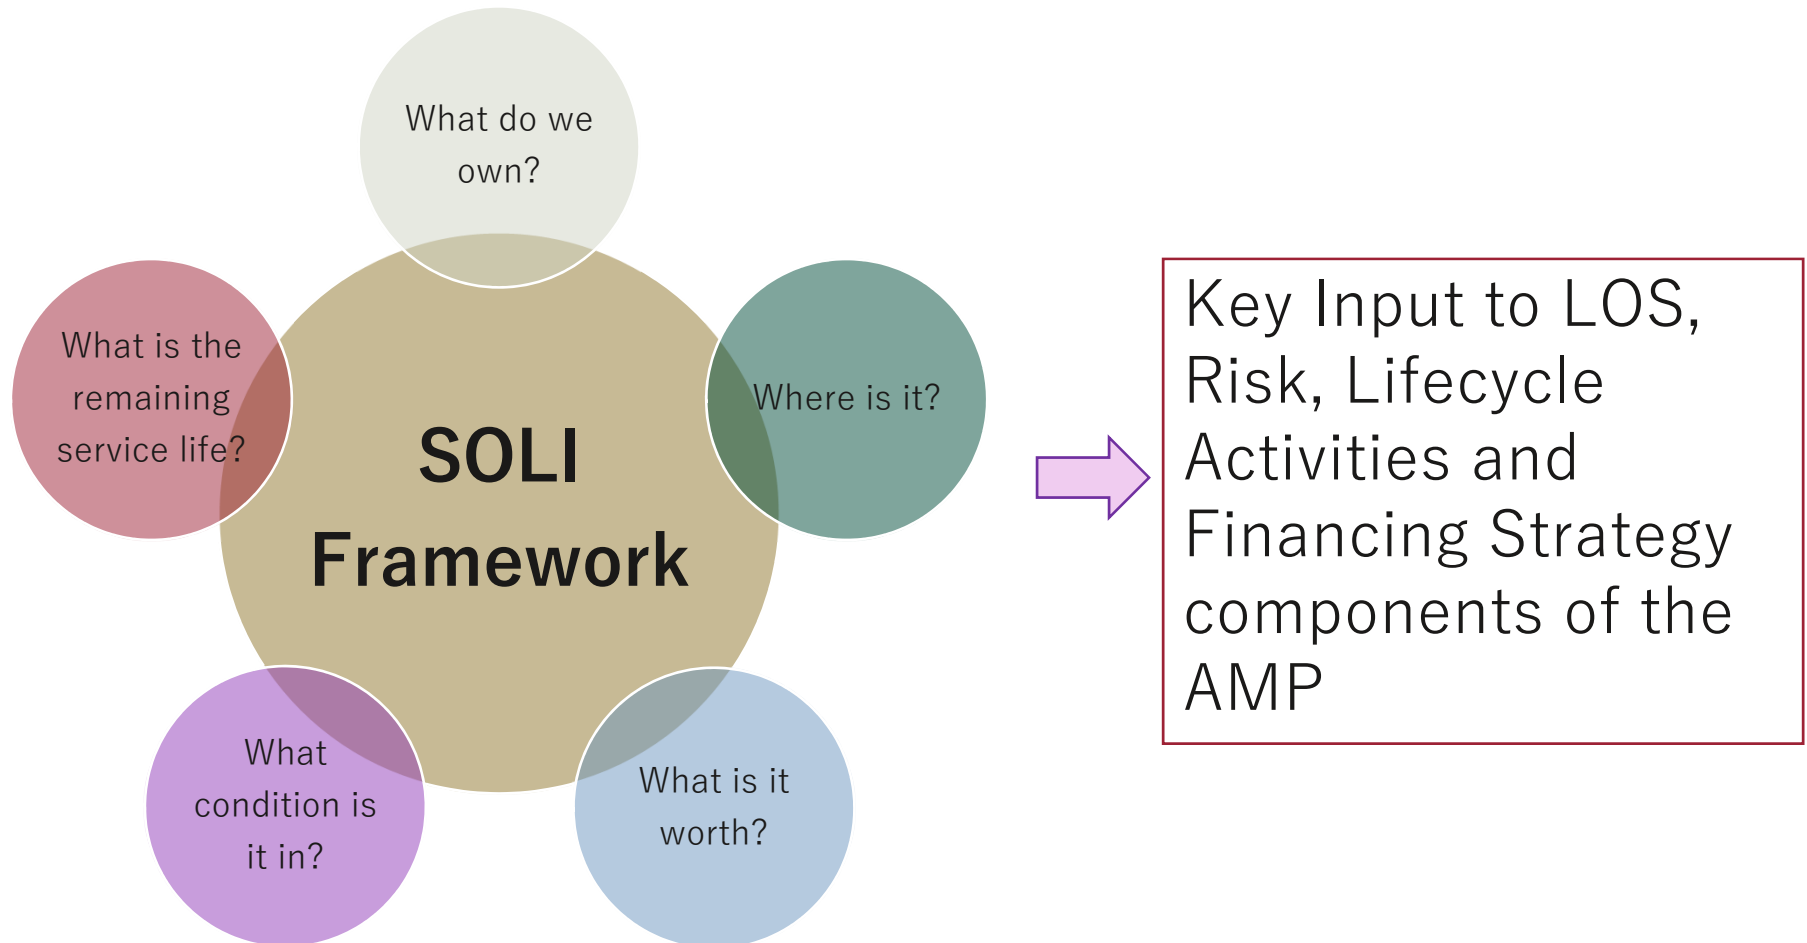 What do we
own?
Where is it?
What is it
worth?
What
condition is
it in?
What is the
remaining
service life?
SOLI
Framework
Key Input to LOS,
Risk, Lifecycle
Activities and
Financing Strategy
components of the
AMP